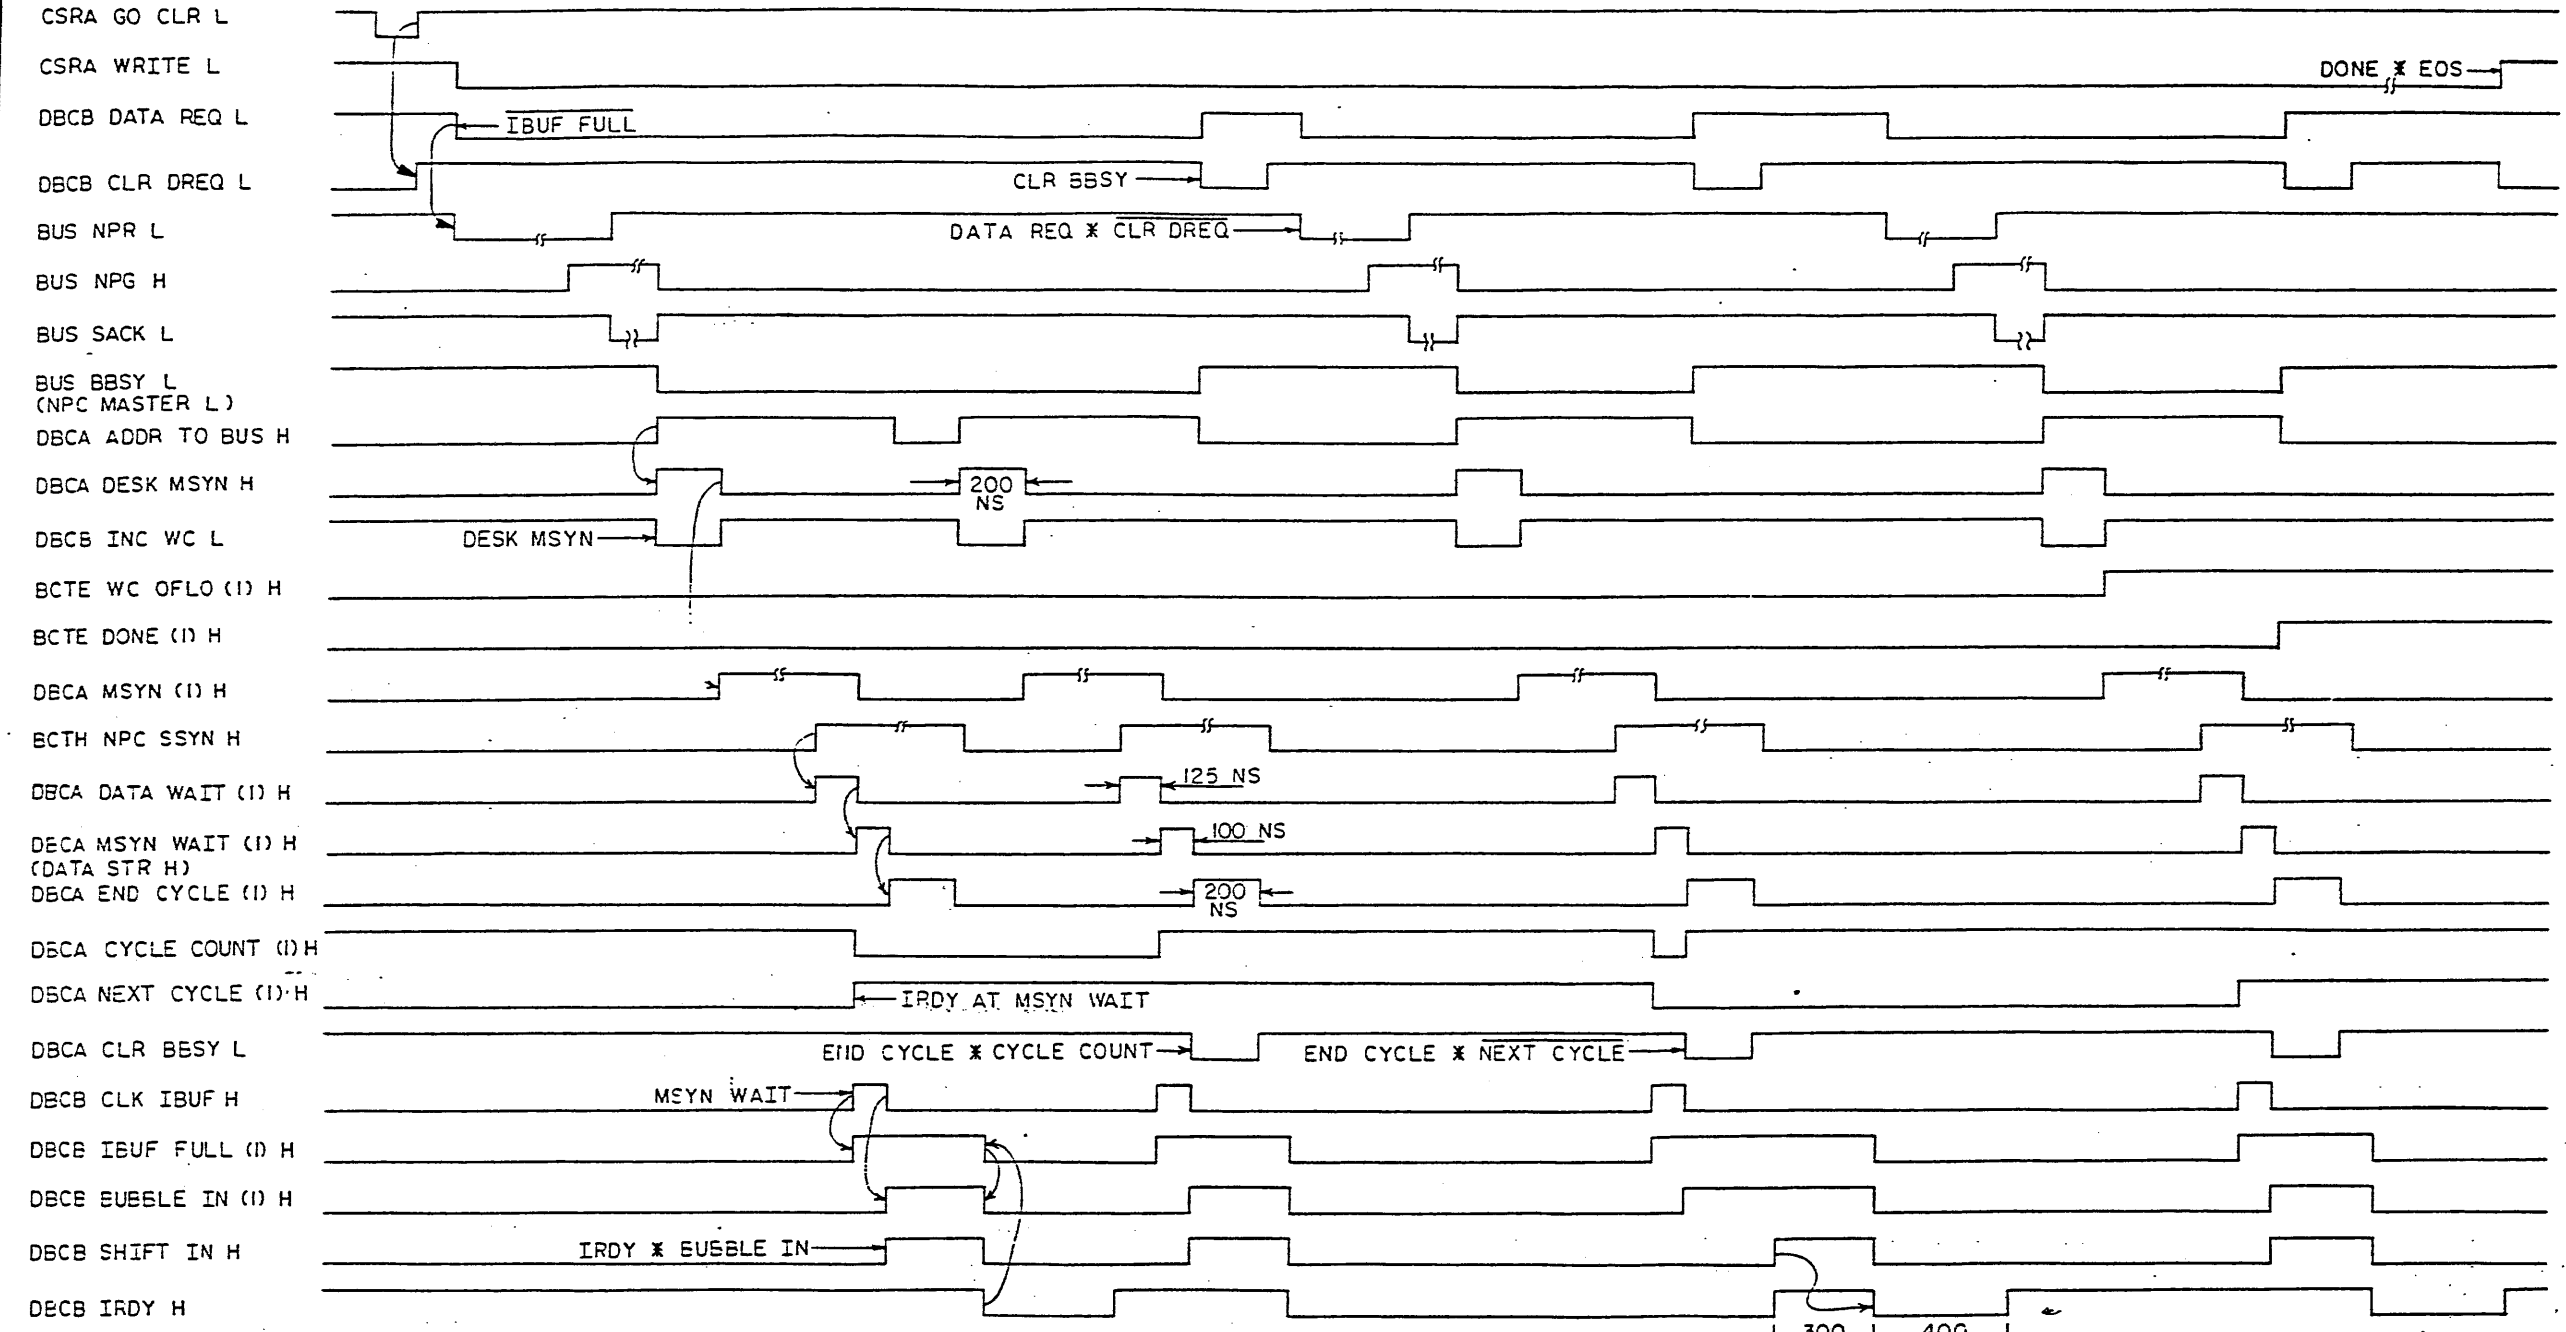 CSRA GO CLR L
CSRA WRITE L
DONE * EOS
DBCB DATA REQ L
IBUF FULL
DBCB CLR DREQ L
CLR BBSY
BUS NPR L
DATA REQ * CLR DREQ
BUS NPG H
BUS SACK L
BUS BBSY L
(NPC MASTER L)
DBCA ADDR TO BUS H
DBCA DESK MSYN H
200
NS
DBCB INC WC L
DESK MSYN
BCTE WC OFLO (1) H
BCTE DONE (1) H
DBCA MSYN (1) H
BCTH NPC SSYN H
DBCA DATA WAIT (1) H
125 NS
DBCA MSYN WAIT (1) H
100 NS
(DATA STR H)
DBCA END CYCLE (1) H
200
NS
DBCA CYCLE COUNT (1) H
DBCA NEXT CYCLE (1) H
IRDY AT MSYN WAIT
DBCA CLR BBSY L
END CYCLE * CYCLE COUNT
END CYCLE * NEXT CYCLE
DBCB CLK IBUF H
MSYN WAIT
DBCB IBUF FULL (1) H
DBCB BUBBLE IN (1) H
DBCB SHIFT IN H
IRDY * BUBBLE IN
DBCB IRDY H
300
400